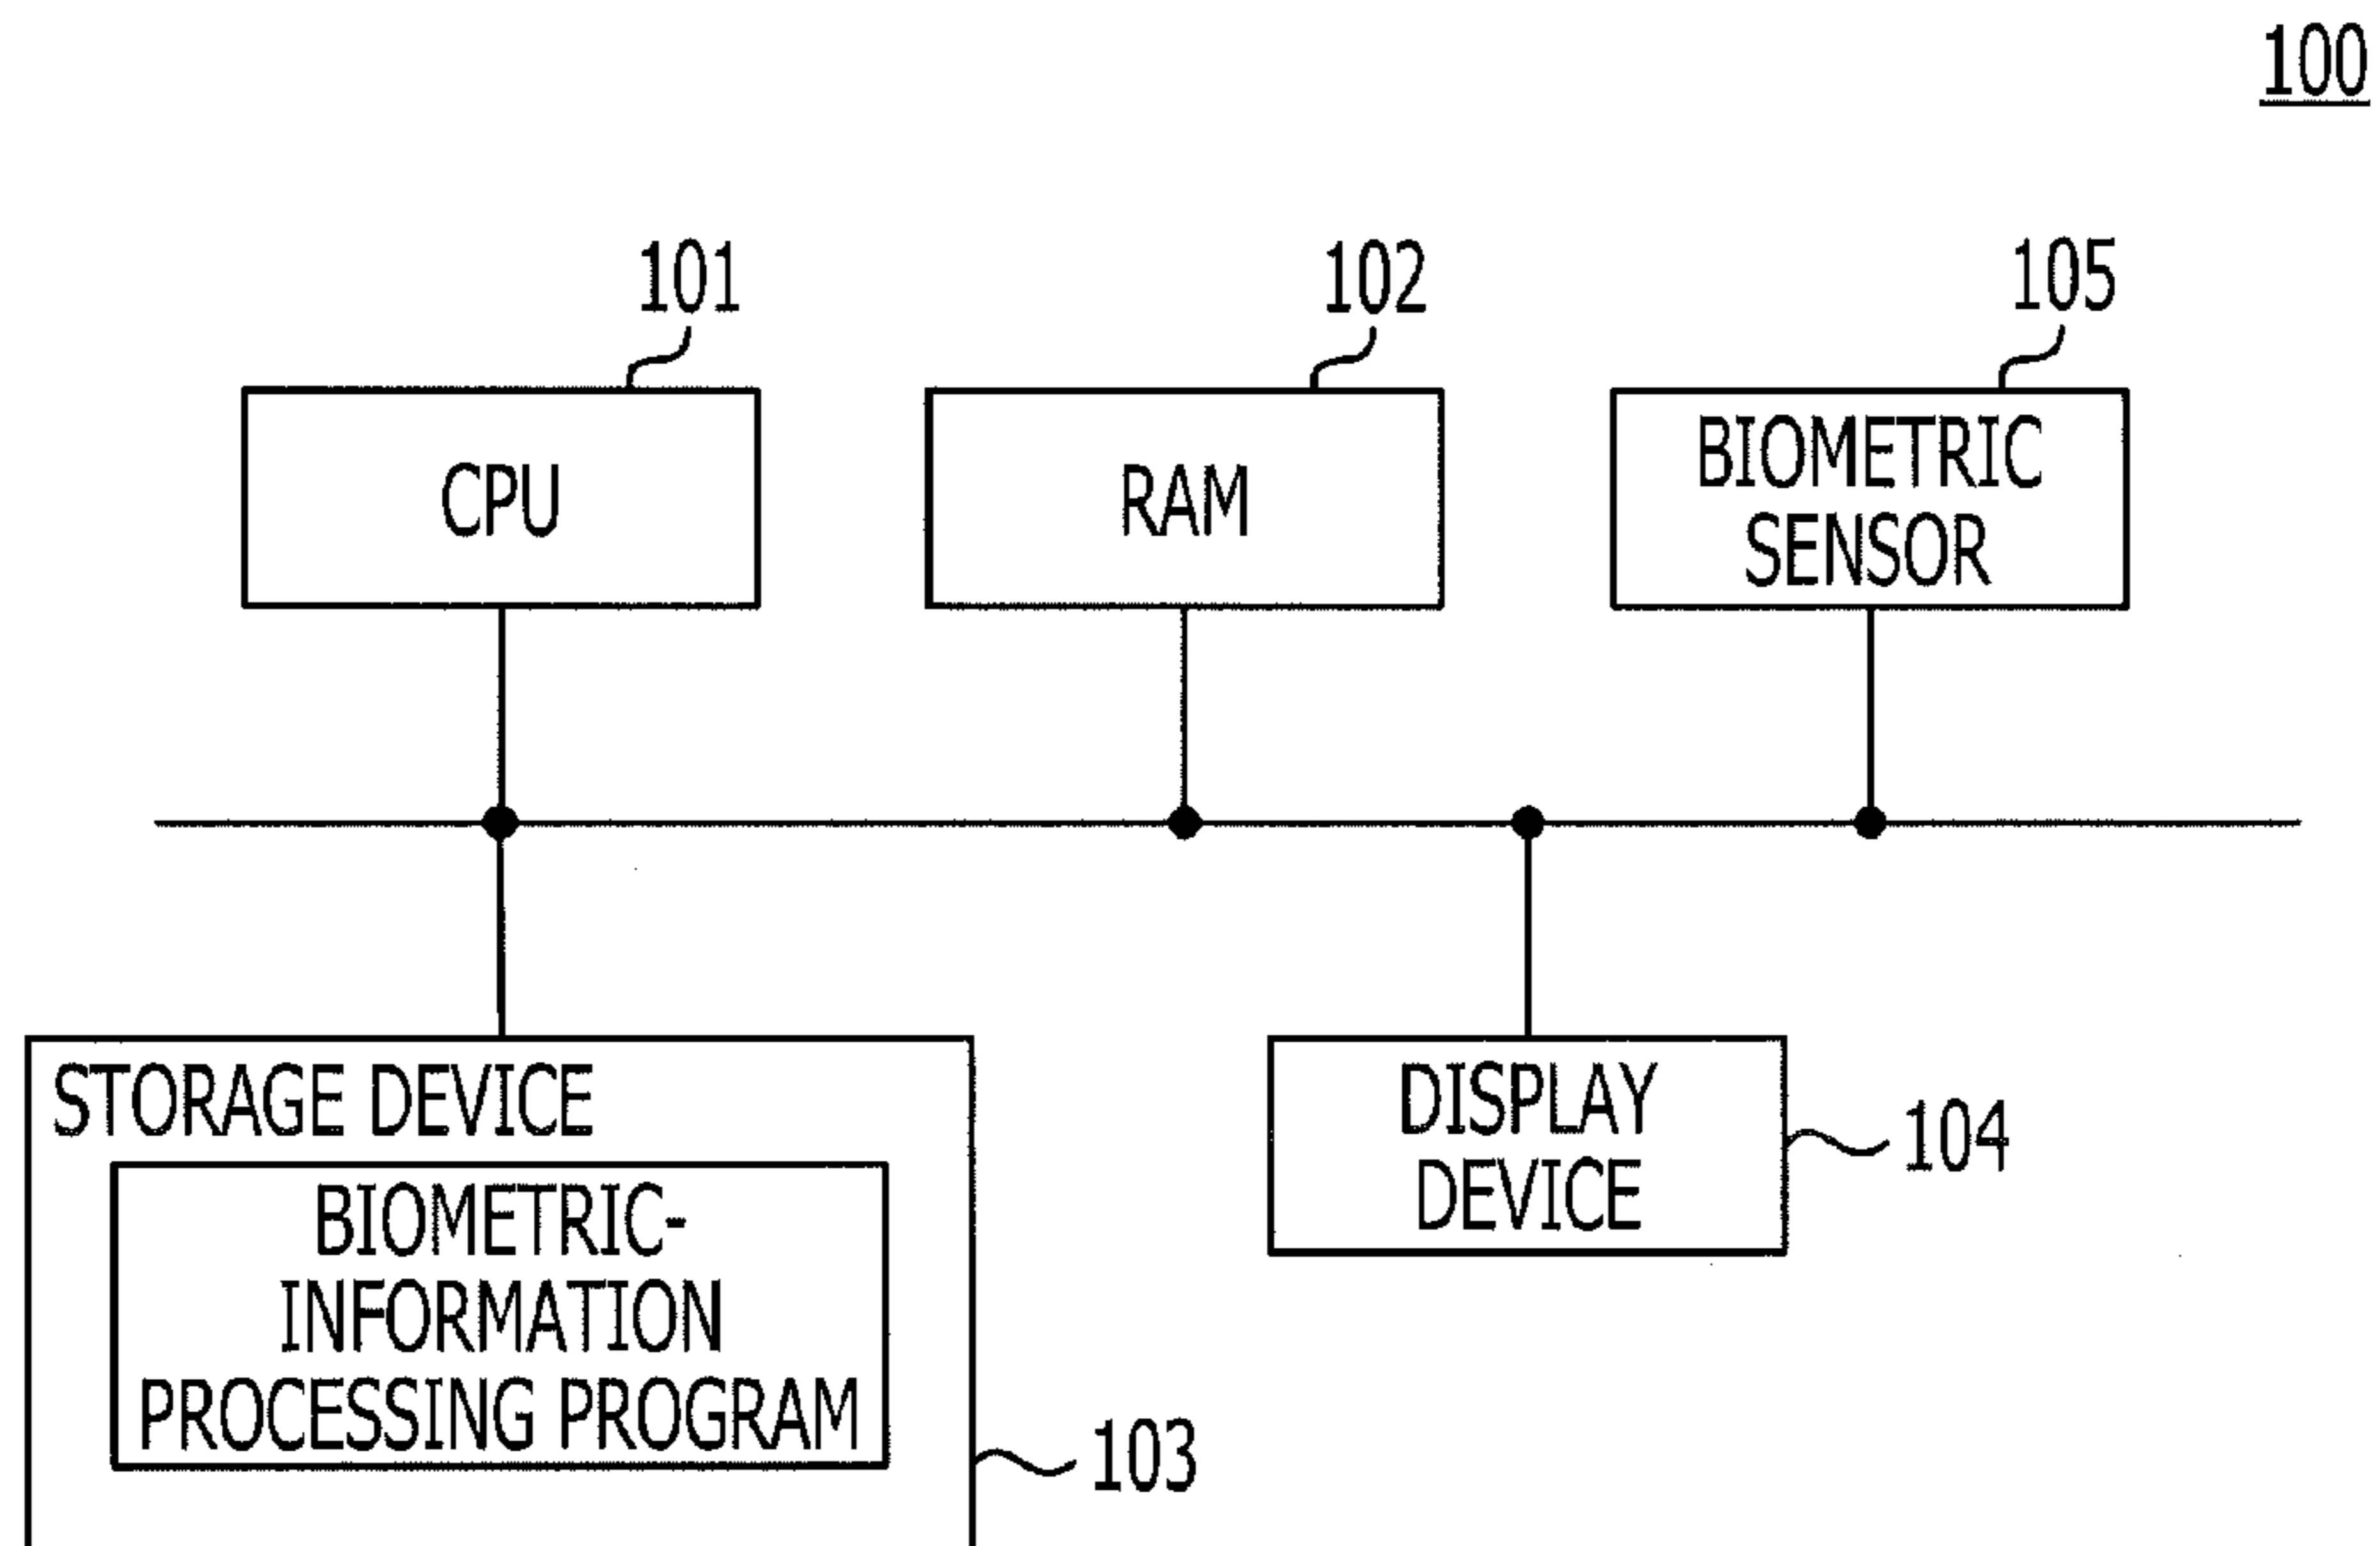 100
101
102
105
CPU
RAM
BIOMETRIC
SENSOR
STORAGE DEVICE
BIOMETRIC-
INFORMATION
PROCESSING PROGRAM
103
DISPLAY
DEVICE
104